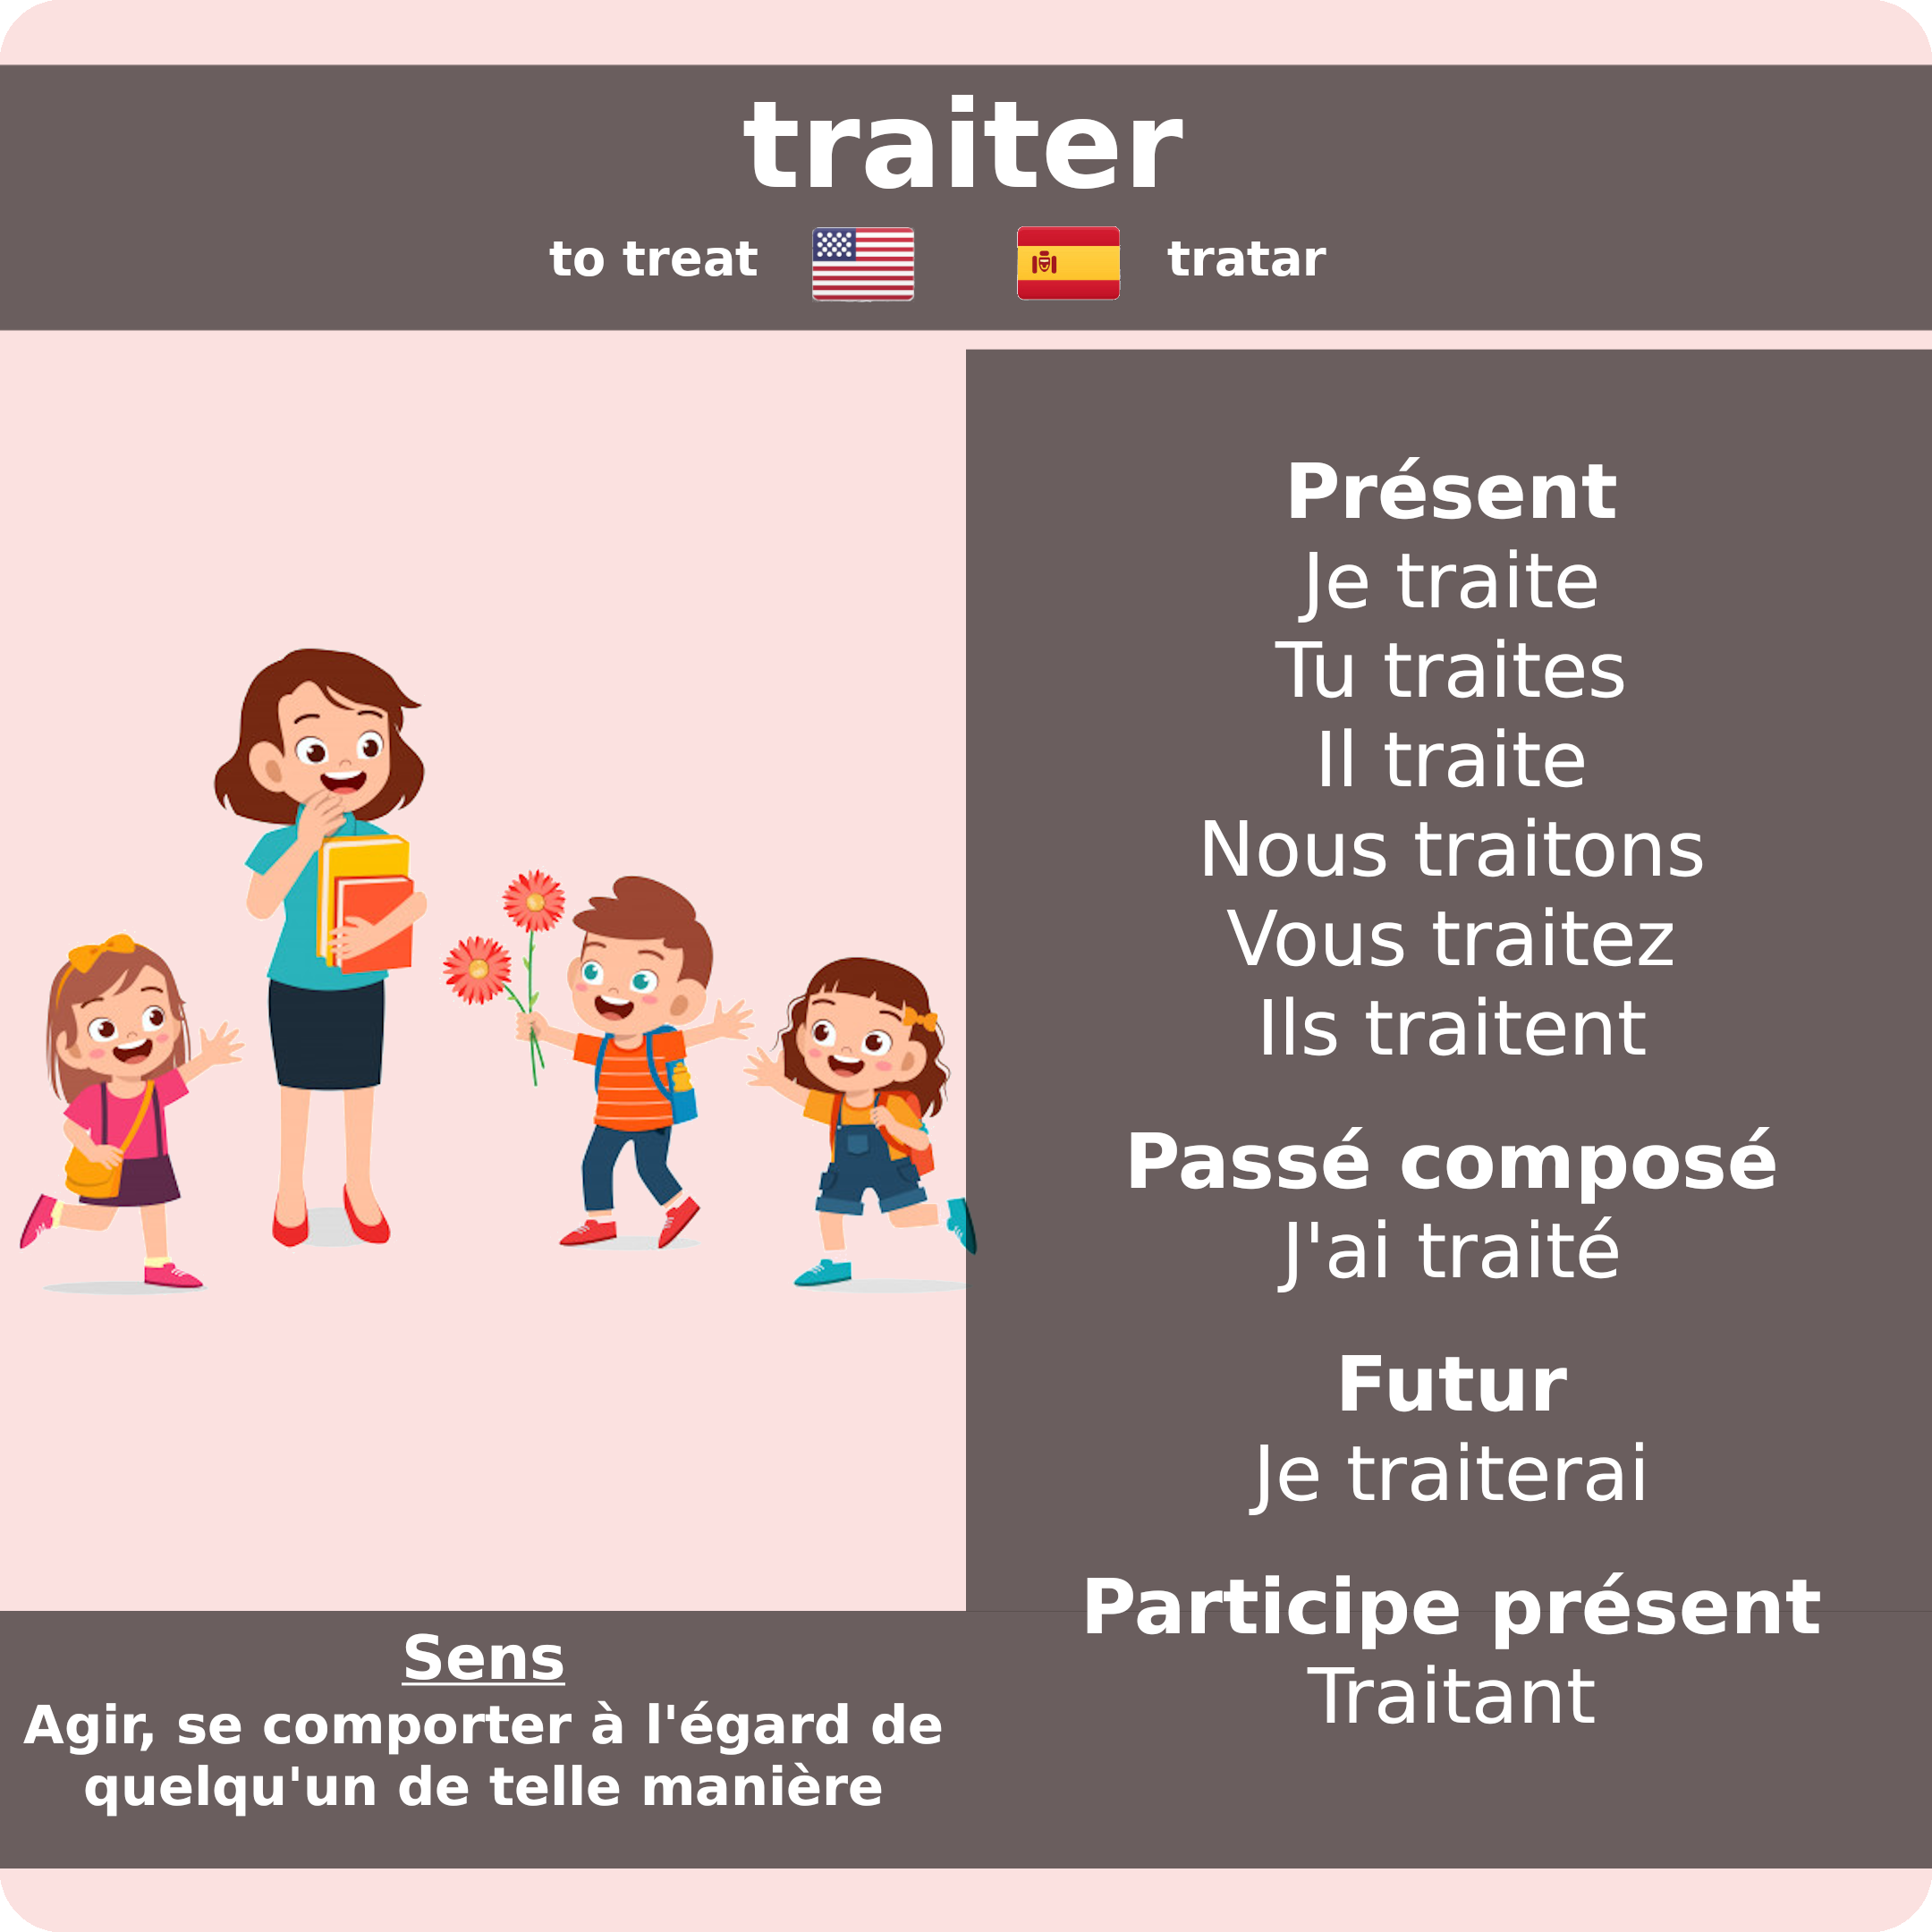 traiter
to treat tratar
Présent
Je traite
Tu traites
Il traite
Nous traitons
Vous traitez
Ils traitent
Passé composé
J'ai traité
Futur
Je traiterai
Participe présent
Traitant
Sens
Agir, se comporter à l'égard de
quelqu'un de telle manière